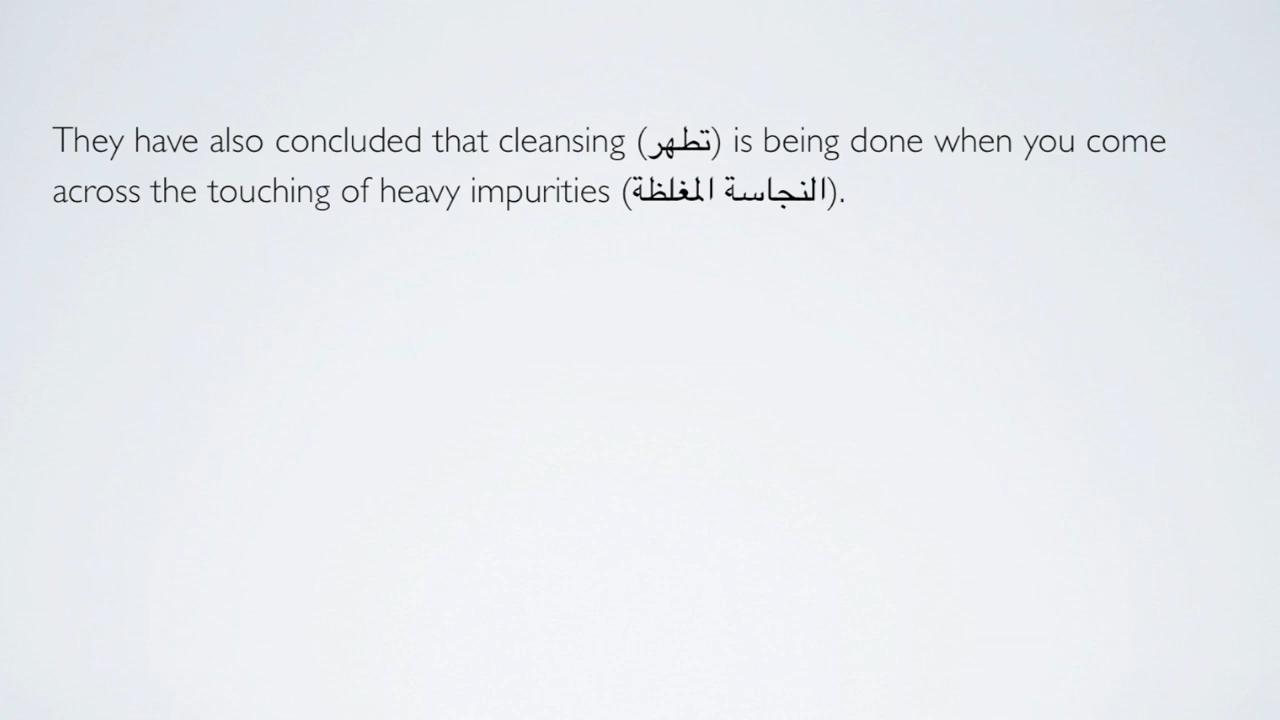 They have also concluded that cleansing (تطهر) is being done when you come
across the touching of heavy impurities (النجاسة المغلظة).